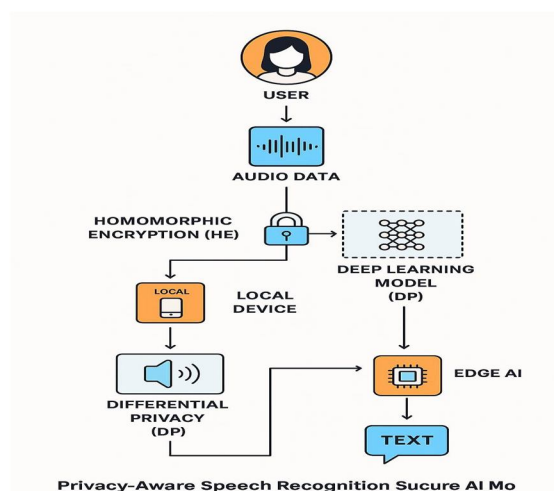 USER
AUDIO DATA
HOMOMORPHIC
ENCRYPTION (HE)
DEEP LEARNING
MODEL
(DP)
LOCAL
LOCAL
DEVICE
DIFFERENTIAL
PRIVACY
(DP)
EDGE AI
TEXT
Privacy-Aware Speech Recognition Sucure AI Mo